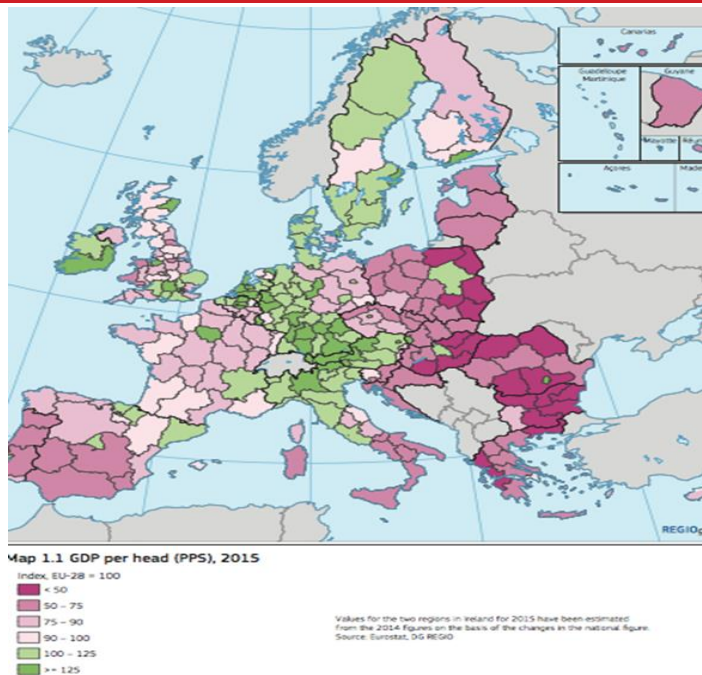 Canarias
Guadeloupe
Martinique
Guyane
Mayotte
Réun
Açores
Made
REGIO
Map 1.1 GDP per head (PPS), 2015
Index, EU-28 = 100
< 50
50 – 75
75 – 90
90 – 100
100 – 125
>= 125
Values for the two regions in Ireland for 2015 have been estimated
from the 2014 figures on the basis of the changes in the national figure.
Source: Eurostat, DG REGIO